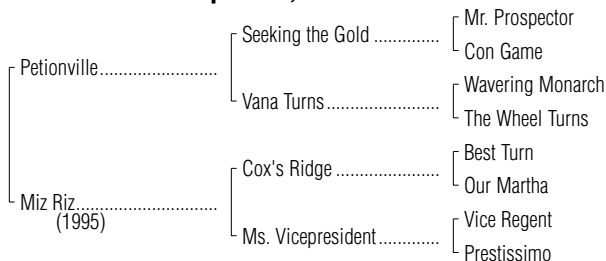 Mr. Prospector
Seeking the Gold ..............
Con Game
Petionville..........................
Wavering Monarch
Vana Turns.........................
The Wheel Turns
Best Turn
Cox's Ridge .......................
Our Martha
Miz Riz...............................
(1995)
Vice Regent
Ms. Vicepresident.............
Prestissimo